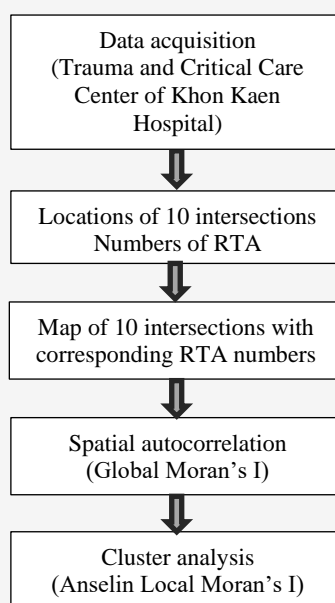 Data acquisition
(Trauma and Critical Care
Center of Khon Kaen
Hospital)
Locations of 10 intersections
Numbers of RTA
Map of 10 intersections with
corresponding RTA numbers
Spatial autocorrelation
(Global Moran’s I)
Cluster analysis
(Anselin Local Moran’s I)